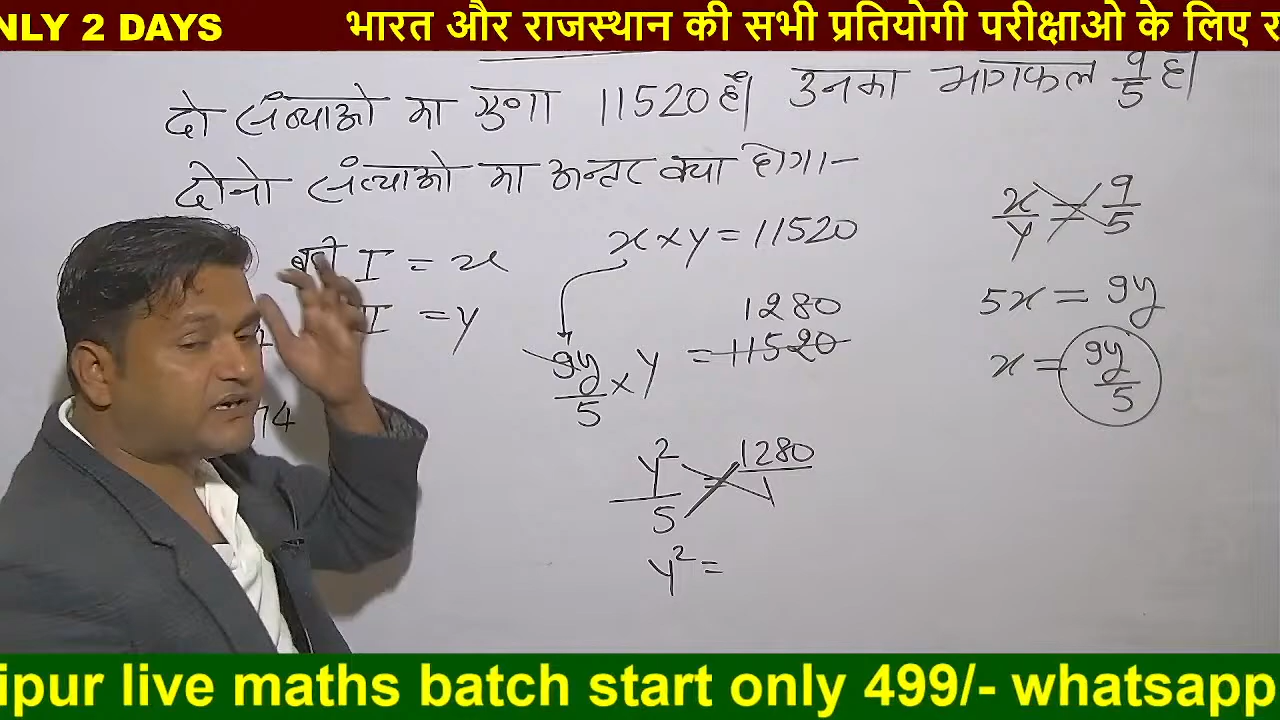 NLY 2 DAYS भारत और राजस्थान की सभी प्रतियोगी परीक्षाओ के लिए
दो संख्याओ का गुणा 11520 है। उनका भागफल 9/5 है।
दोनो संख्याओ का अन्तर क्या होगा-
I = x
= y
74
x × y = 11520
1280
9y/5 × y = 11520
y²/5 = 1280/1
y² =
x/y = 9/5
5x = 9y
x = 9y/5
ipur live maths batch start only 499/- whatsapp